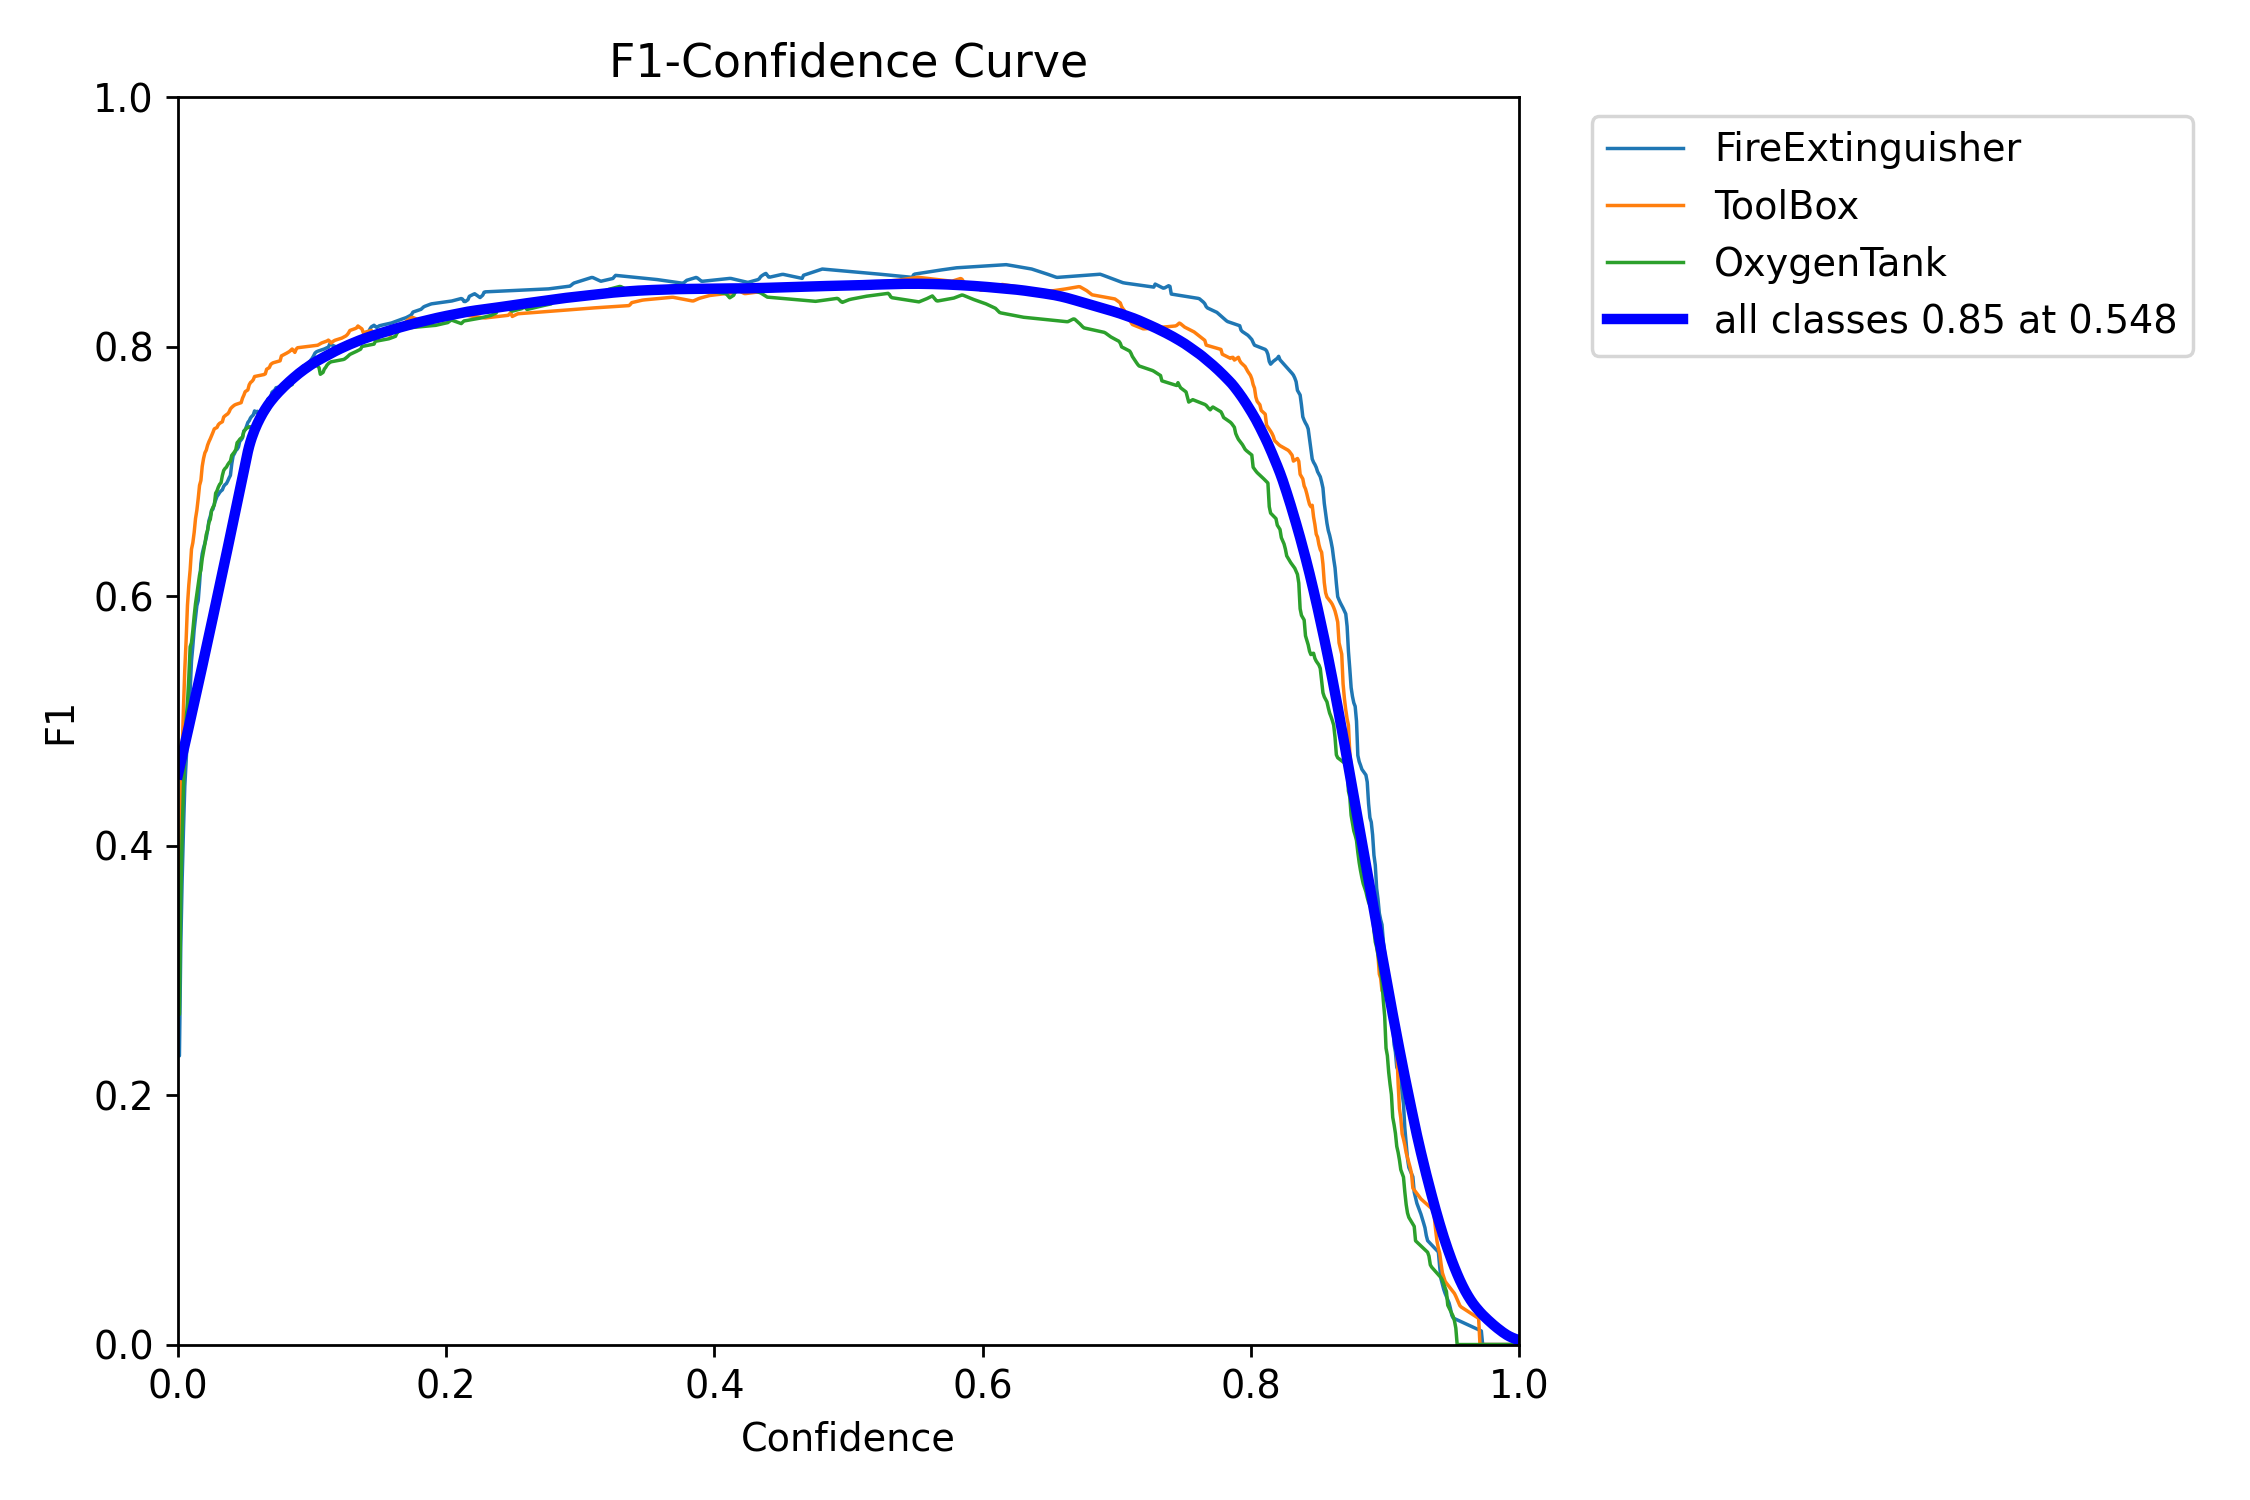 F1-Confidence Curve
1.0
0.8
0.6
0.4
0.2
0.0
F1
0.0 0.2 0.4 0.6 0.8 1.0
Confidence
FireExtinguisher
ToolBox
OxygenTank
all classes 0.85 at 0.548